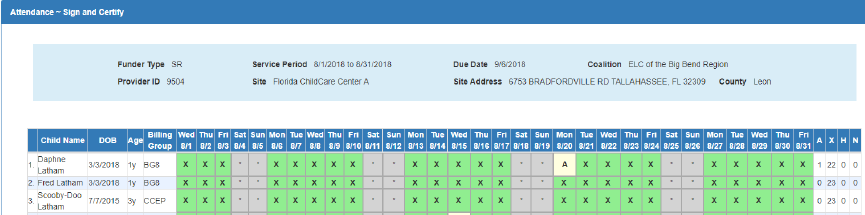 Attendance ~ Sign and Certify
Funder Type SR Service Period 8/1/2018 to 8/31/2018 Due Date 9/6/2018 Coalition ELC of the Big Bend Region
Provider ID 9504 Site Florida ChildCare Center A Site Address 6753 BRADFORDVILLE RD TALLAHASSEE, FL 32309 County Leon
Child Name DOB Age Billing Group Wed 8/1 Thu 8/2 Fri 8/3 Sat 8/4 Sun 8/5 Mon 8/6 Tue 8/7 Wed 8/8 Thu 8/9 Fri 8/10 Sat 8/11 Sun 8/12 Mon 8/13 Tue 8/14 Wed 8/15 Thu 8/16 Fri 8/17 Sat 8/18 Sun 8/19 Mon 8/20 Tue 8/21 Wed 8/22 Thu 8/23 Fri 8/24 Sat 8/25 Sun 8/26 Mon 8/27 Tue 8/28 Wed 8/29 Thu 8/30 Fri 8/31 A X H N
1. Daphne Latham 3/3/2018 1y BG8 X X X * * X X X X X * * X X X X X * * A X X X X * * X X X X X 1 22 0 0
2. Fred Latham 3/3/2018 1y BG8 X X X * * X X X X X * * X X X X X * * X X X X X * * X X X X X 0 23 0 0
3. Scooby-Doo Latham 7/7/2015 3y CCEP X X X * * X X X X X * * X X X X X * * X X X X X * * X X X X X 0 23 0 0